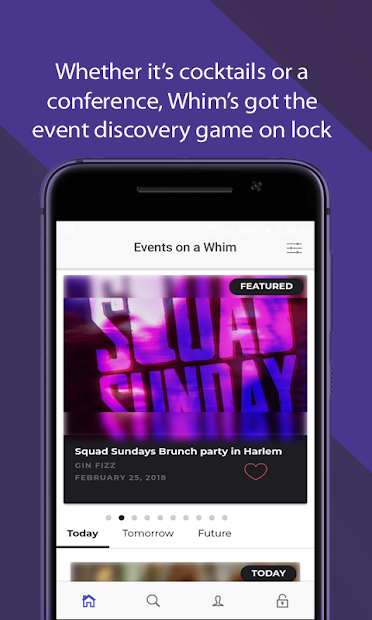 Whether it's cocktails or a
conference, Whim's got the
event discovery game on lock
Events on a Whim
FEATURED
SQUAD
SUNDAY
Squad Sundays Brunch party in Harlem
GIN FIZZ
FEBRUARY 25, 2018
Today Tomorrow Future
TODAY